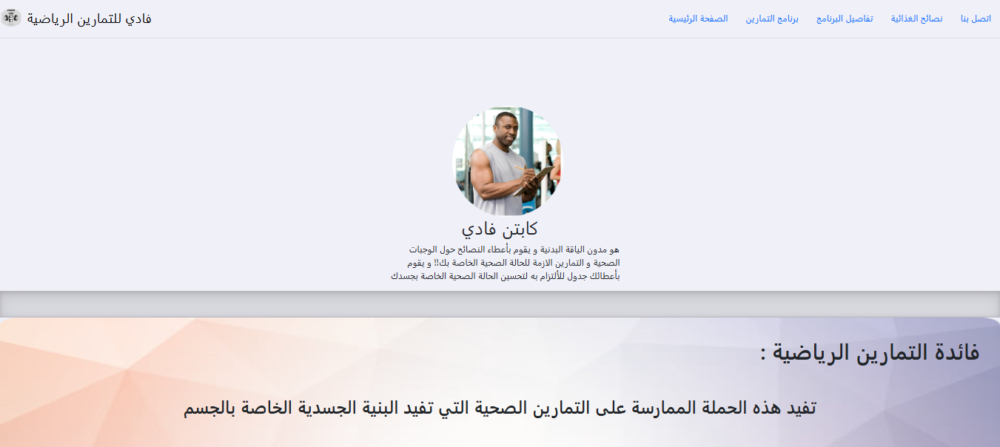 فادي للتمارين الرياضية
الصفحة الرئيسية
برنامج التمارين
تفاصيل البرنامج
نصائح الغذائية
اتصل بنا
كابتن فادي
هو مدون الياقة البدنية و يقوم بأعطاء النصائح حول الوجبات
الصحية و التمارين الازمة للحالة الصحية الخاصة بك!! و يقوم
بأعطائك جدول للألتزام به لتحسين الحالة الصحية الخاصة بجسدك
فائدة التمارين الرياضية :
تفيد هذه الحملة الممارسة على التمارين الصحية التي تفيد البنية الجسدية الخاصة بالجسم